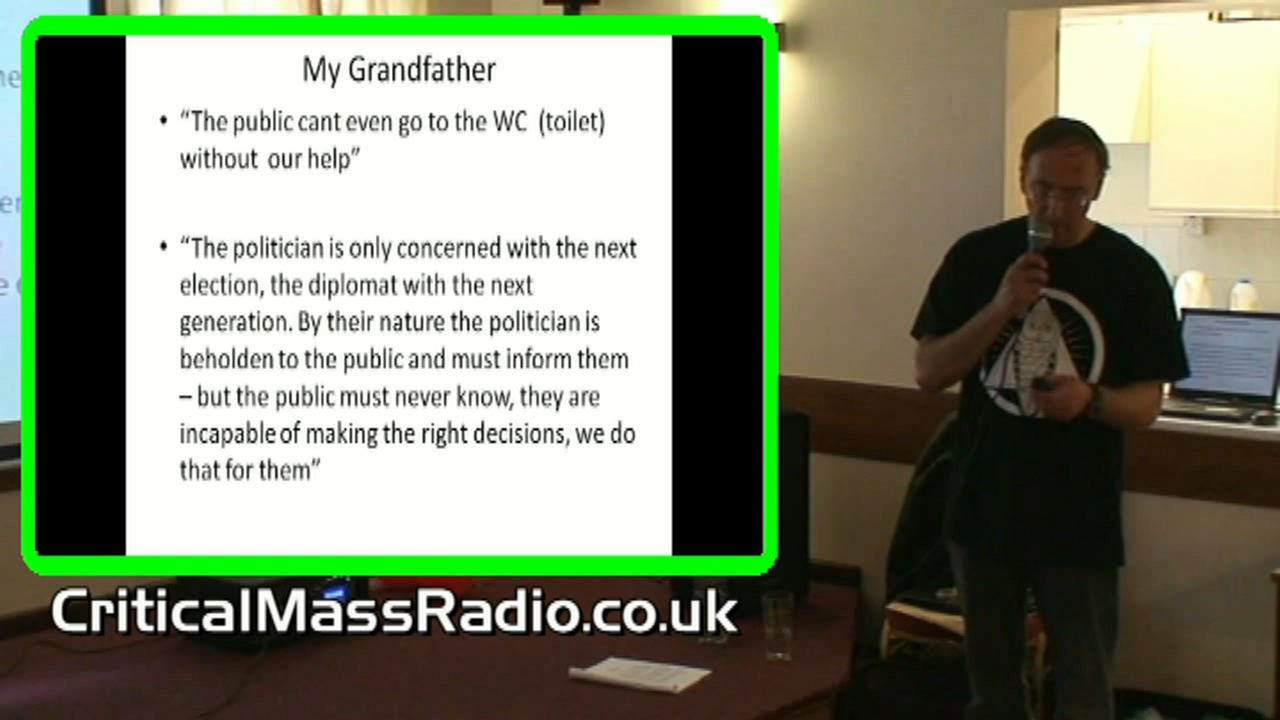 My Grandfather
• “The public cant even go to the WC (toilet)
without our help”
• “The politician is only concerned with the next
election, the diplomat with the next
generation. By their nature the politician is
beholden to the public and must inform them
– but the public must never know, they are
incapable of making the right decisions, we do
that for them”
CriticalMassRadio.co.uk